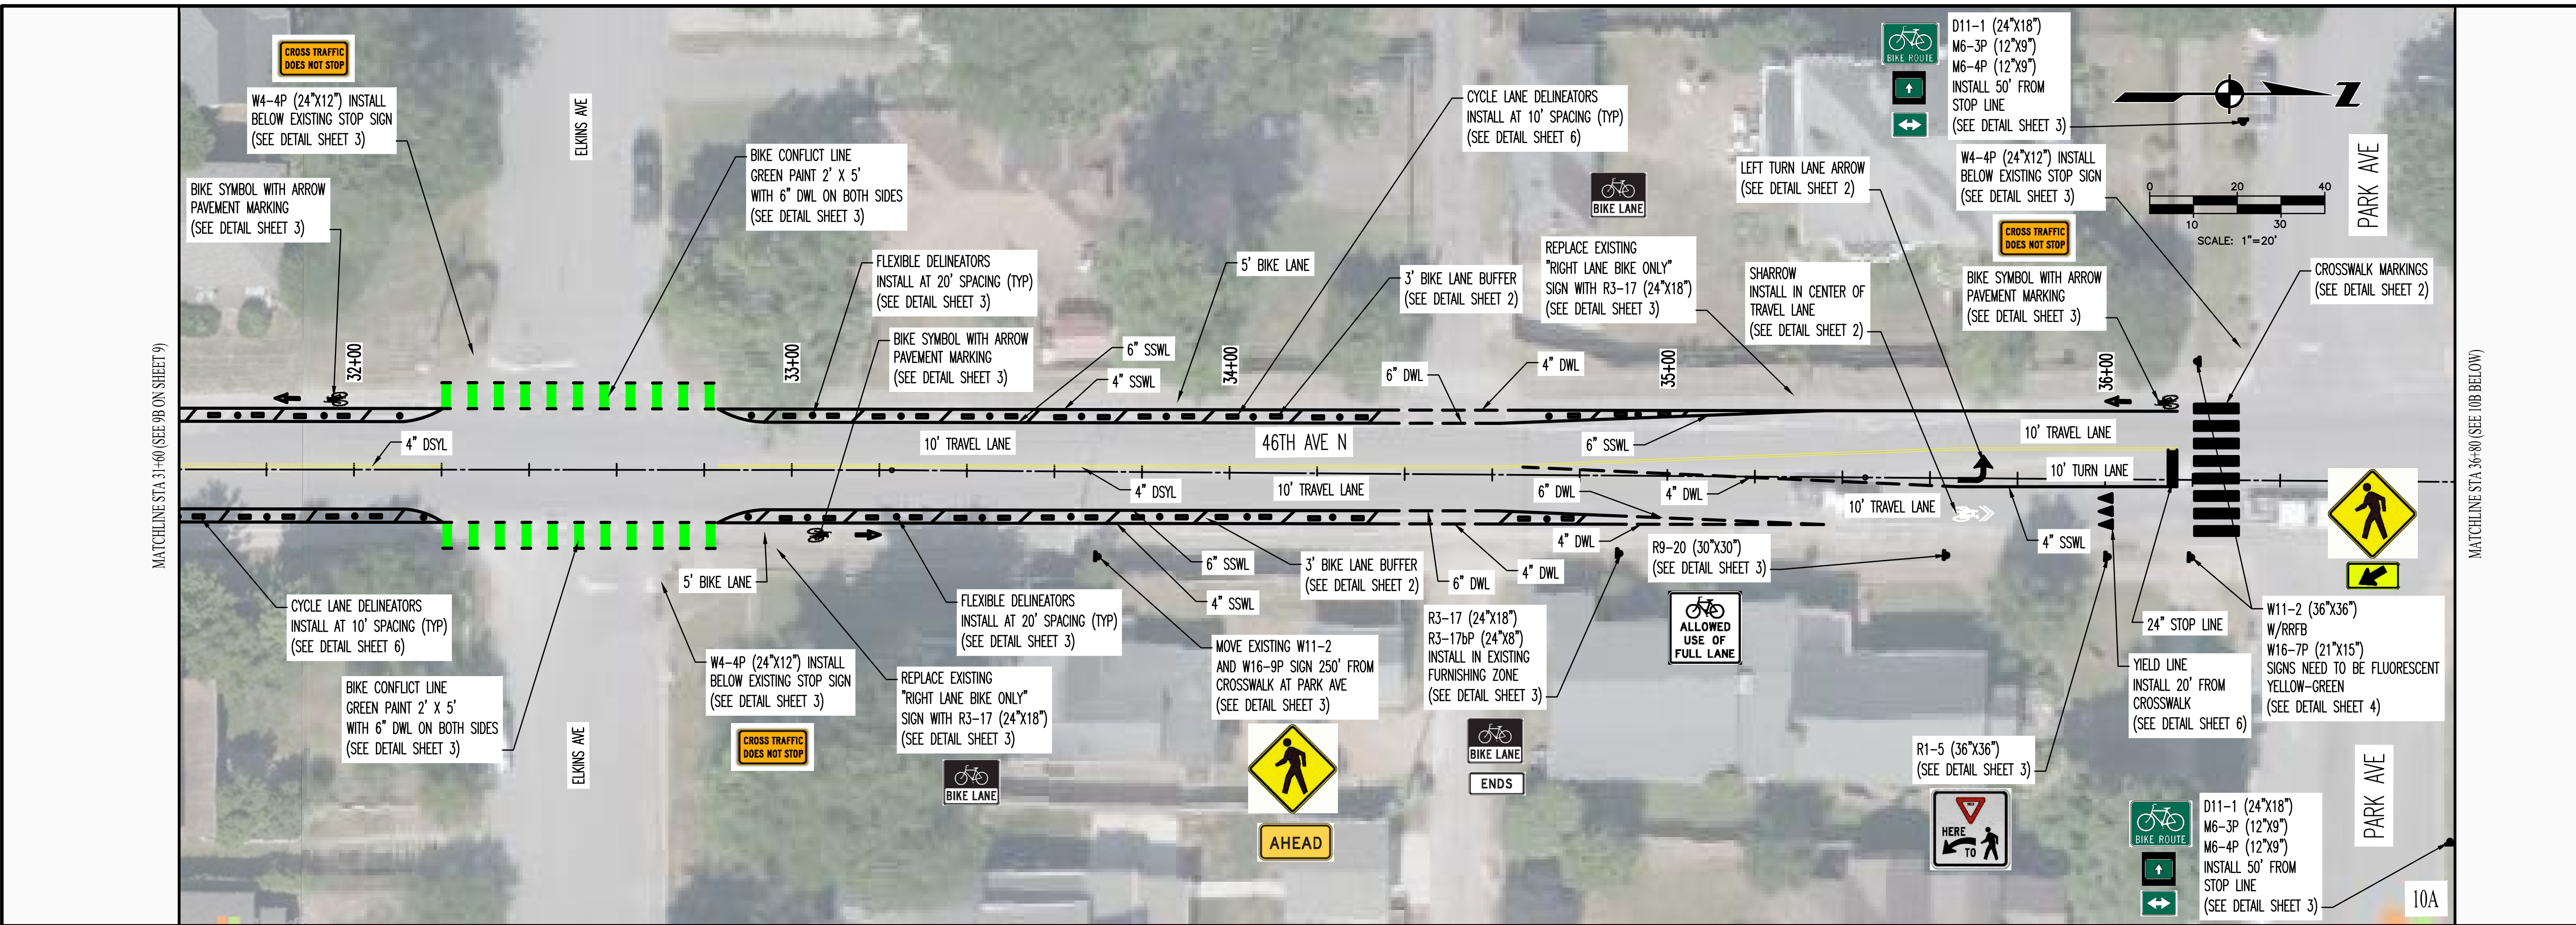 CROSS TRAFFIC
DOES NOT STOP
W4-4P (24"X12") INSTALL
BELOW EXISTING STOP SIGN
(SEE DETAIL SHEET 3)
BIKE SYMBOL WITH ARROW
PAVEMENT MARKING
(SEE DETAIL SHEET 3)
ELKINS AVE
BIKE CONFLICT LINE
GREEN PAINT 2' X 5'
WITH 6" DWL ON BOTH SIDES
(SEE DETAIL SHEET 3)
FLEXIBLE DELINEATORS
INSTALL AT 20' SPACING (TYP)
(SEE DETAIL SHEET 3)
BIKE SYMBOL WITH ARROW
PAVEMENT MARKING
(SEE DETAIL SHEET 3)
6" SSWL
4" SSWL
5' BIKE LANE
CYCLE LANE DELINEATORS
INSTALL AT 10' SPACING (TYP)
(SEE DETAIL SHEET 6)
3' BIKE LANE BUFFER
(SEE DETAIL SHEET 2)
6" DWL
4" DWL
BIKE LANE
REPLACE EXISTING
"RIGHT LANE BIKE ONLY"
SIGN WITH R3-17 (24"X18")
(SEE DETAIL SHEET 3)
LEFT TURN LANE ARROW
(SEE DETAIL SHEET 2)
SHARROW
INSTALL IN CENTER OF
TRAVEL LANE
(SEE DETAIL SHEET 2)
BIKE ROUTE
D11-1 (24"X18")
M6-3P (12"X9")
M6-4P (12"X9")
INSTALL 50' FROM
STOP LINE
(SEE DETAIL SHEET 3)
W4-4P (24"X12") INSTALL
BELOW EXISTING STOP SIGN
(SEE DETAIL SHEET 3)
CROSS TRAFFIC
DOES NOT STOP
BIKE SYMBOL WITH ARROW
PAVEMENT MARKING
(SEE DETAIL SHEET 3)
Z
0 20 40
10 30
SCALE: 1"=20'
PARK AVE
CROSSWALK MARKINGS
(SEE DETAIL SHEET 2)
MATCHLINE STA 31+60 (SEE 9B ON SHEET 9)
32+00
33+00
34+00
35+00
36+00
MATCHLINE STA 36+80 (SEE 10B BELOW)
4" DSYL
10' TRAVEL LANE
46TH AVE N
6" SSWL
10' TRAVEL LANE
10' TURN LANE
4" DSYL
10' TRAVEL LANE
6" DWL
4" DWL
10' TRAVEL LANE
4" DWL
4" SSWL
5' BIKE LANE
6" SSWL
4" SSWL
3' BIKE LANE BUFFER
(SEE DETAIL SHEET 2)
6" DWL
4" DWL
CYCLE LANE DELINEATORS
INSTALL AT 10' SPACING (TYP)
(SEE DETAIL SHEET 6)
BIKE CONFLICT LINE
GREEN PAINT 2' X 5'
WITH 6" DWL ON BOTH SIDES
(SEE DETAIL SHEET 3)
ELKINS AVE
W4-4P (24"X12") INSTALL
BELOW EXISTING STOP SIGN
(SEE DETAIL SHEET 3)
CROSS TRAFFIC
DOES NOT STOP
REPLACE EXISTING
"RIGHT LANE BIKE ONLY"
SIGN WITH R3-17 (24"X18")
(SEE DETAIL SHEET 3)
BIKE LANE
FLEXIBLE DELINEATORS
INSTALL AT 20' SPACING (TYP)
(SEE DETAIL SHEET 3)
MOVE EXISTING W11-2
AND W16-9P SIGN 250' FROM
CROSSWALK AT PARK AVE
(SEE DETAIL SHEET 3)
AHEAD
R3-17 (24"X18")
R3-17bP (24"X8")
INSTALL IN EXISTING
FURNISHING ZONE
(SEE DETAIL SHEET 3)
BIKE LANE
ENDS
R9-20 (30"X30")
(SEE DETAIL SHEET 3)
ALLOWED
USE OF
FULL LANE
R1-5 (36"X36")
(SEE DETAIL SHEET 3)
HERE
TO
24" STOP LINE
YIELD LINE
INSTALL 20' FROM
CROSSWALK
(SEE DETAIL SHEET 6)
W11-2 (36"X36")
W/RRFB
W16-7P (21"X15")
SIGNS NEED TO BE FLUORESCENT
YELLOW-GREEN
(SEE DETAIL SHEET 4)
BIKE ROUTE
D11-1 (24"X18")
M6-3P (12"X9")
M6-4P (12"X9")
INSTALL 50' FROM
STOP LINE
(SEE DETAIL SHEET 3)
PARK AVE
10A